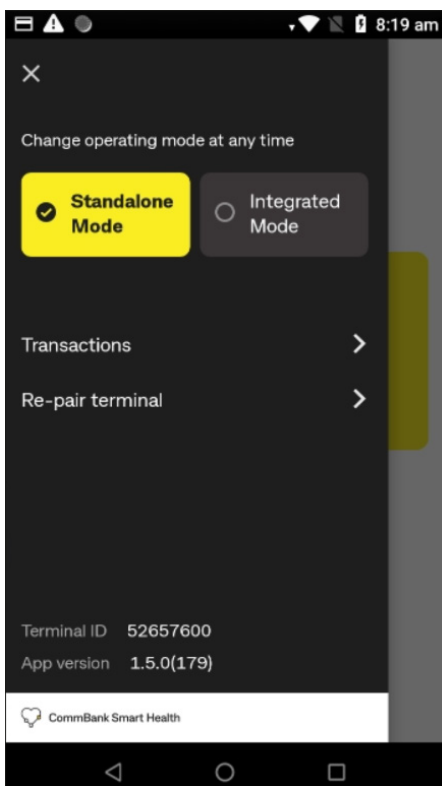 8:19 am
Change operating mode at any time
Standalone
Mode
Integrated
Mode
Transactions
Re-pair terminal
Terminal ID 52657600
App version 1.5.0(179)
CommBank Smart Health